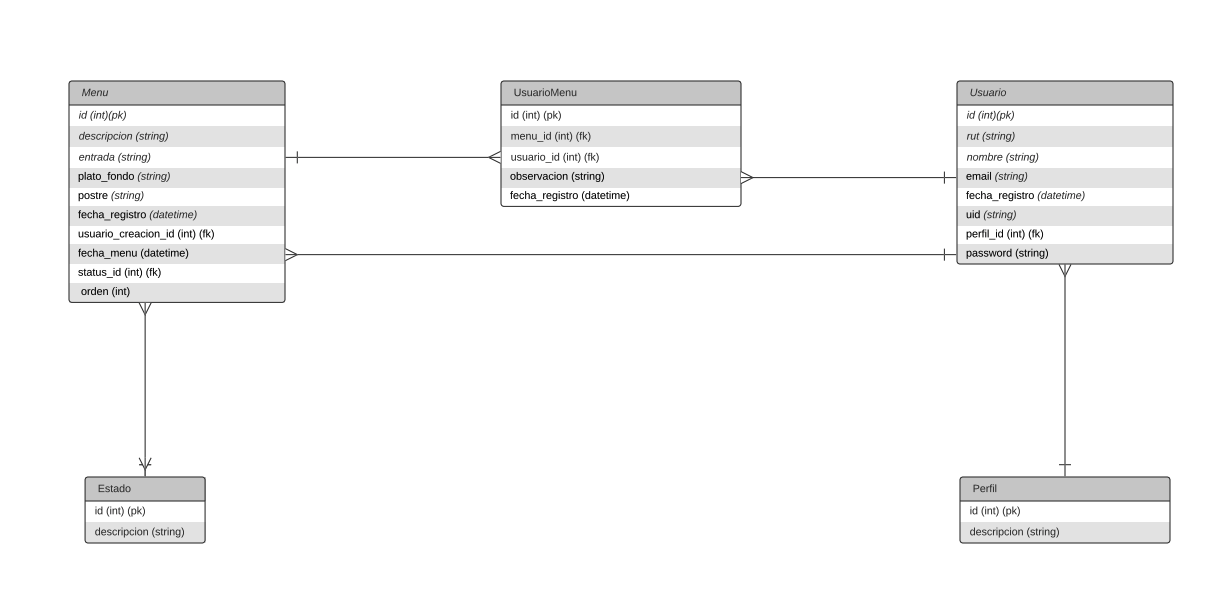 Menu
id (int)(pk)
descripcion (string)
entrada (string)
plato_fondo (string)
postre (string)
fecha_registro (datetime)
usuario_creacion_id (int) (fk)
fecha_menu (datetime)
status_id (int) (fk)
orden (int)
UsuarioMenu
id (int) (pk)
menu_id (int) (fk)
usuario_id (int) (fk)
observacion (string)
fecha_registro (datetime)
Usuario
id (int)(pk)
rut (string)
nombre (string)
email (string)
fecha_registro (datetime)
uid (string)
perfil_id (int) (fk)
password (string)
Estado
id (int) (pk)
descripcion (string)
Perfil
id (int) (pk)
descripcion (string)